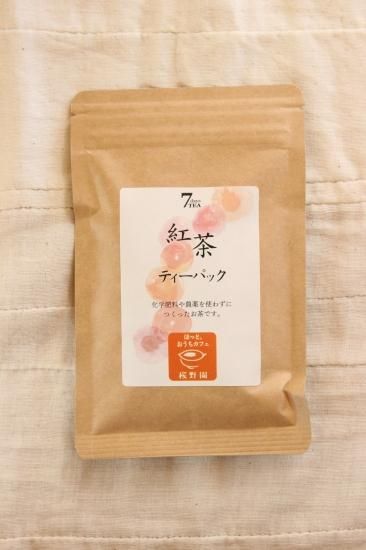 7days
TEA
紅茶
ティーパック
化学肥料や農薬を使わずに
つくったお茶です。
ほっと。
おうちカフェ
桜野園